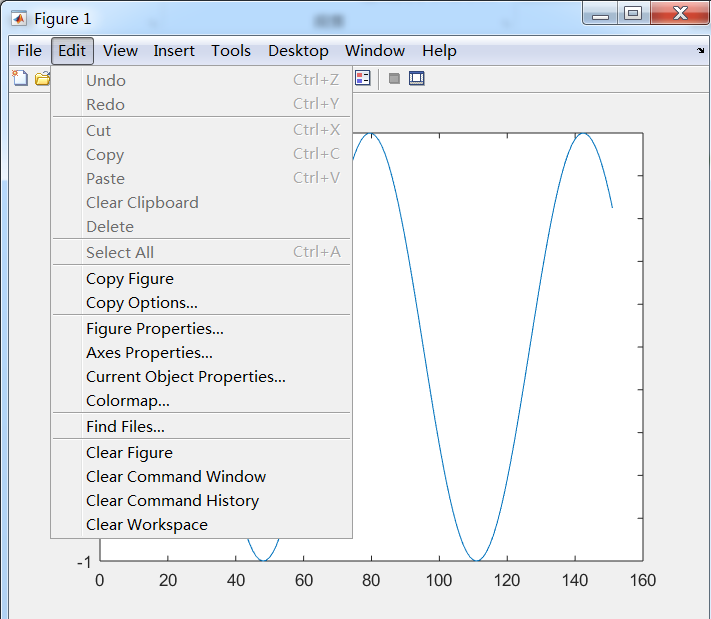 Figure 1
File Edit View Insert Tools Desktop Window Help
Undo Ctrl+Z
Redo Ctrl+Y
Cut Ctrl+X
Copy Ctrl+C
Paste Ctrl+V
Clear Clipboard
Delete
Select All Ctrl+A
Copy Figure
Copy Options...
Figure Properties...
Axes Properties...
Current Object Properties...
Colormap...
Find Files...
Clear Figure
Clear Command Window
Clear Command History
Clear Workspace
-1
0 20 40 60 80 100 120 140 160